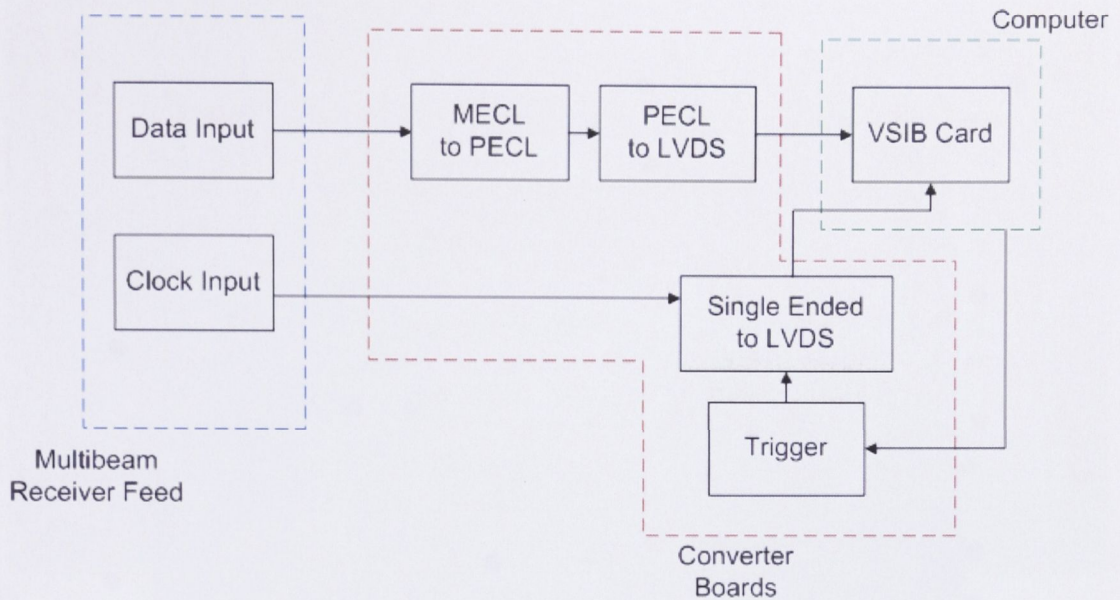 Computer
Data Input
MECL
to PECL
PECL
to LVDS
VSIB Card
Clock Input
Single Ended
to LVDS
Trigger
Multibeam
Receiver Feed
Converter
Boards